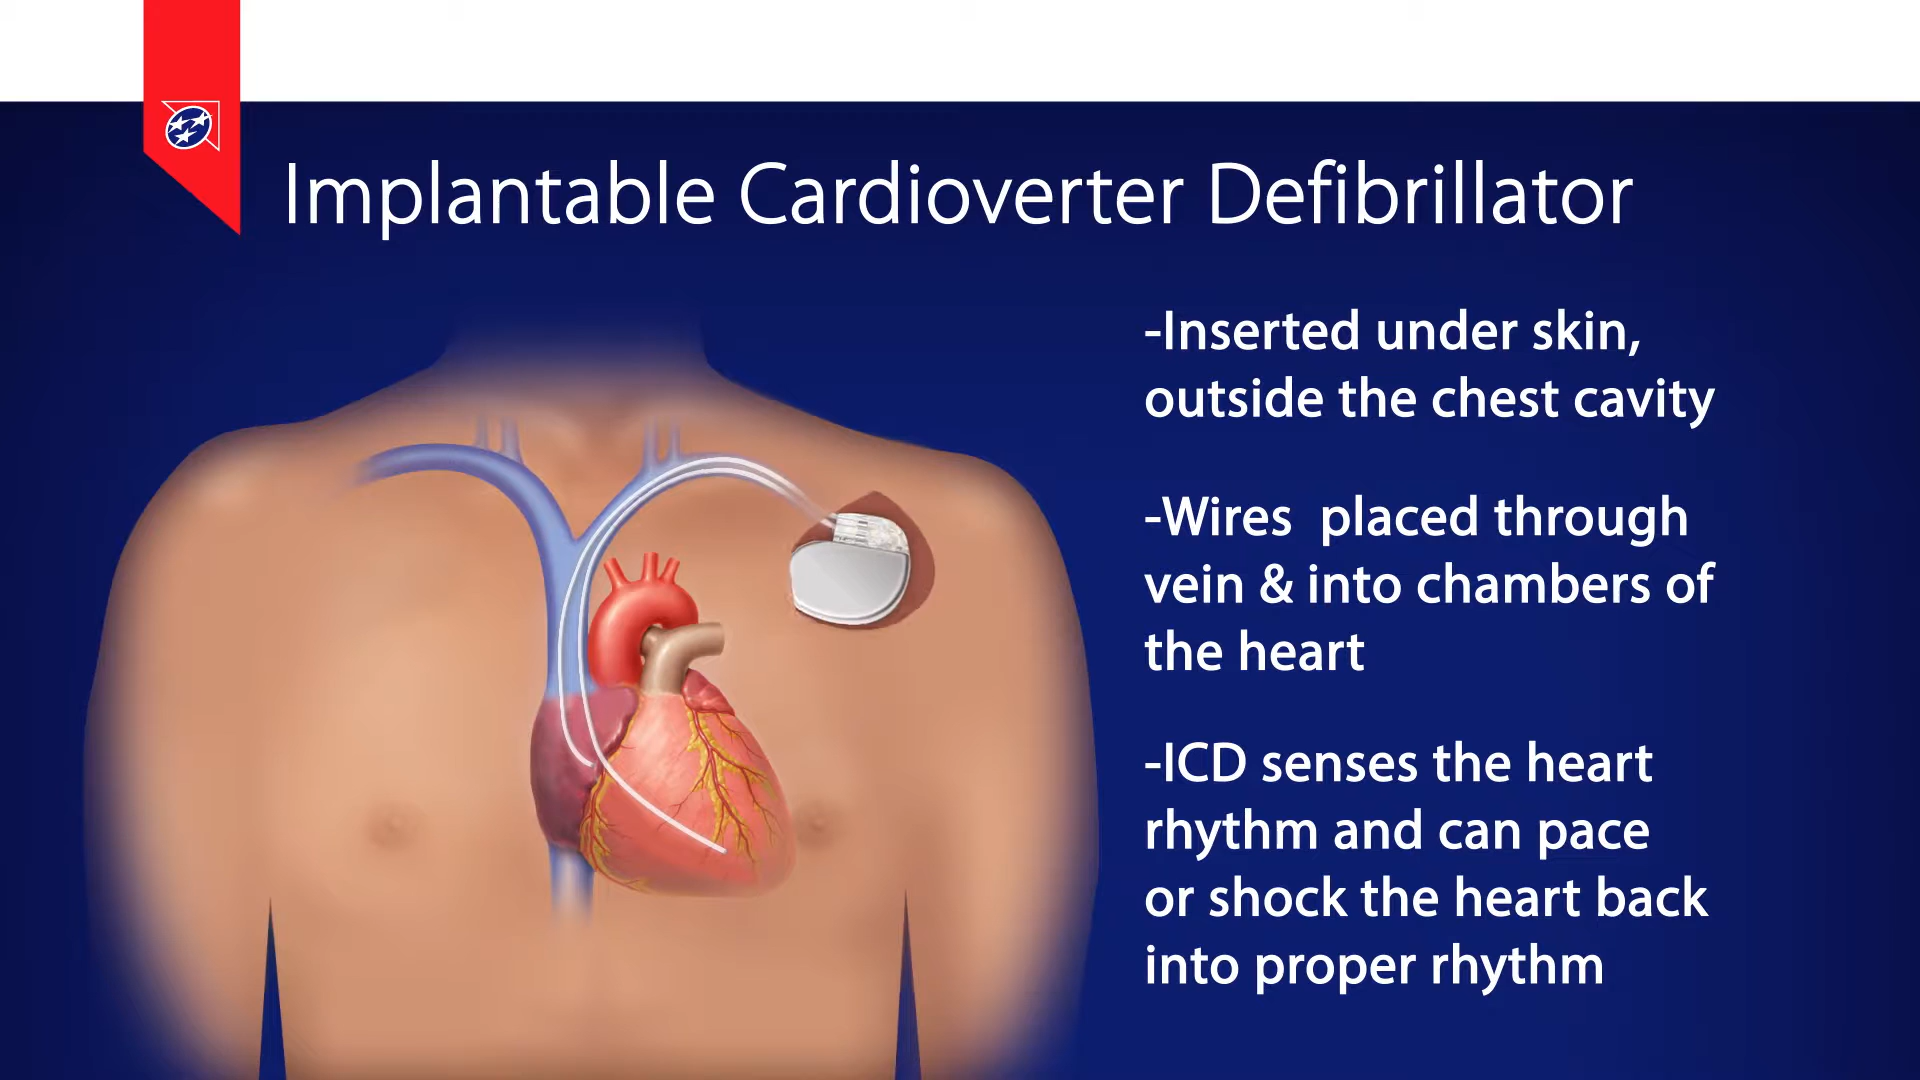 Implantable Cardioverter Defibrillator
-Inserted under skin,
outside the chest cavity
-Wires  placed through
vein & into chambers of
the heart
-ICD senses the heart
rhythm and can pace
or shock the heart back
into proper rhythm